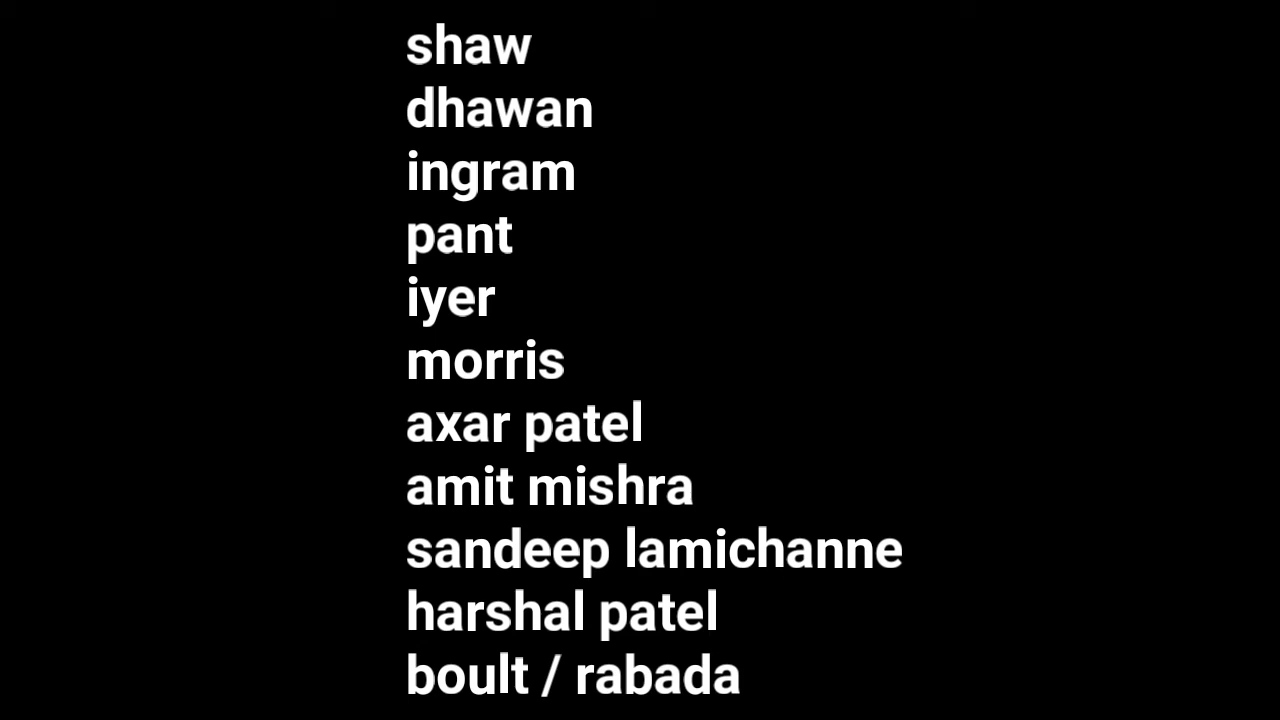 shaw
dhawan
ingram
pant
iyer
morris
axar patel
amit mishra
sandeep lamichanne
harshal patel
boult / rabada